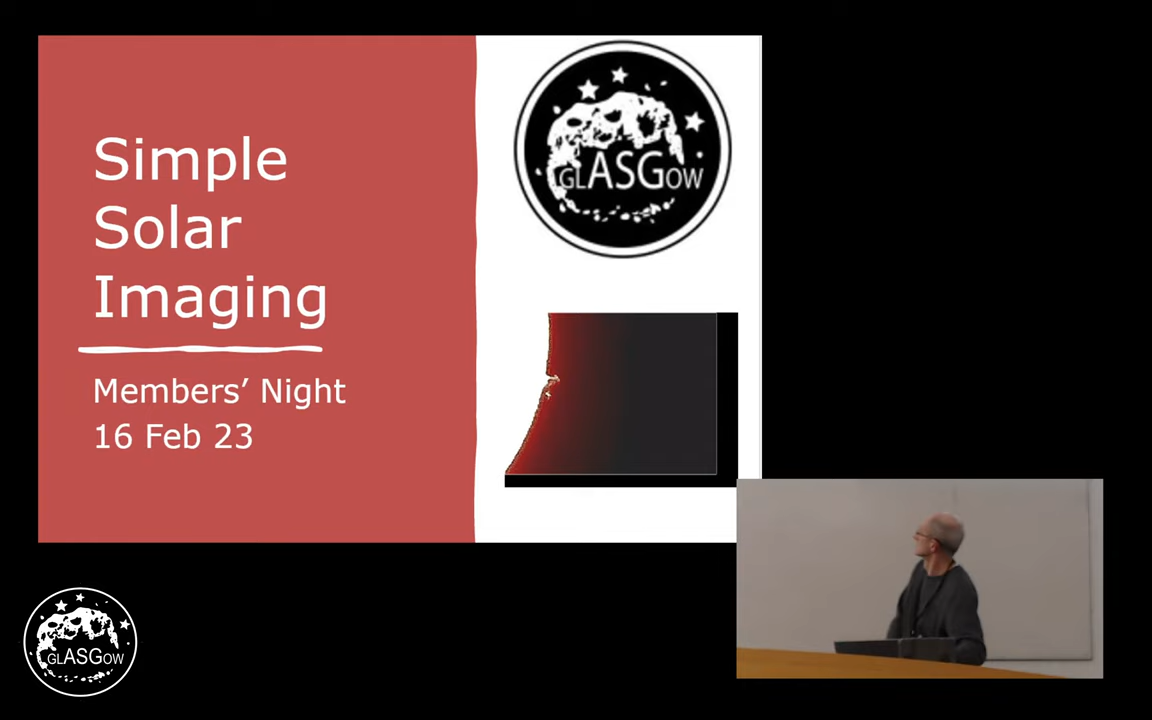 Simple
Solar
Imaging
Members’ Night
16 Feb 23
GLASGOW
GLASGOW